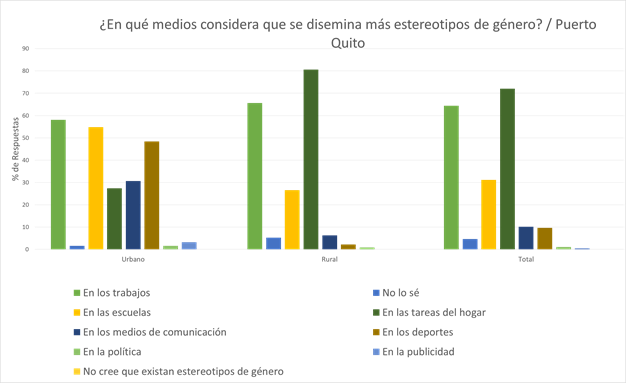 ¿En qué medios considera que se disemina más estereotipos de género? / Puerto
Quito
90
80
70
60
50
40
30
20
10
0
% de Respuestas
Urbano Rural Total
En los trabajos No lo sé
En las escuelas En las tareas del hogar
En los medios de comunicación En los deportes
En la política En la publicidad
No cree que existan estereotipos de género